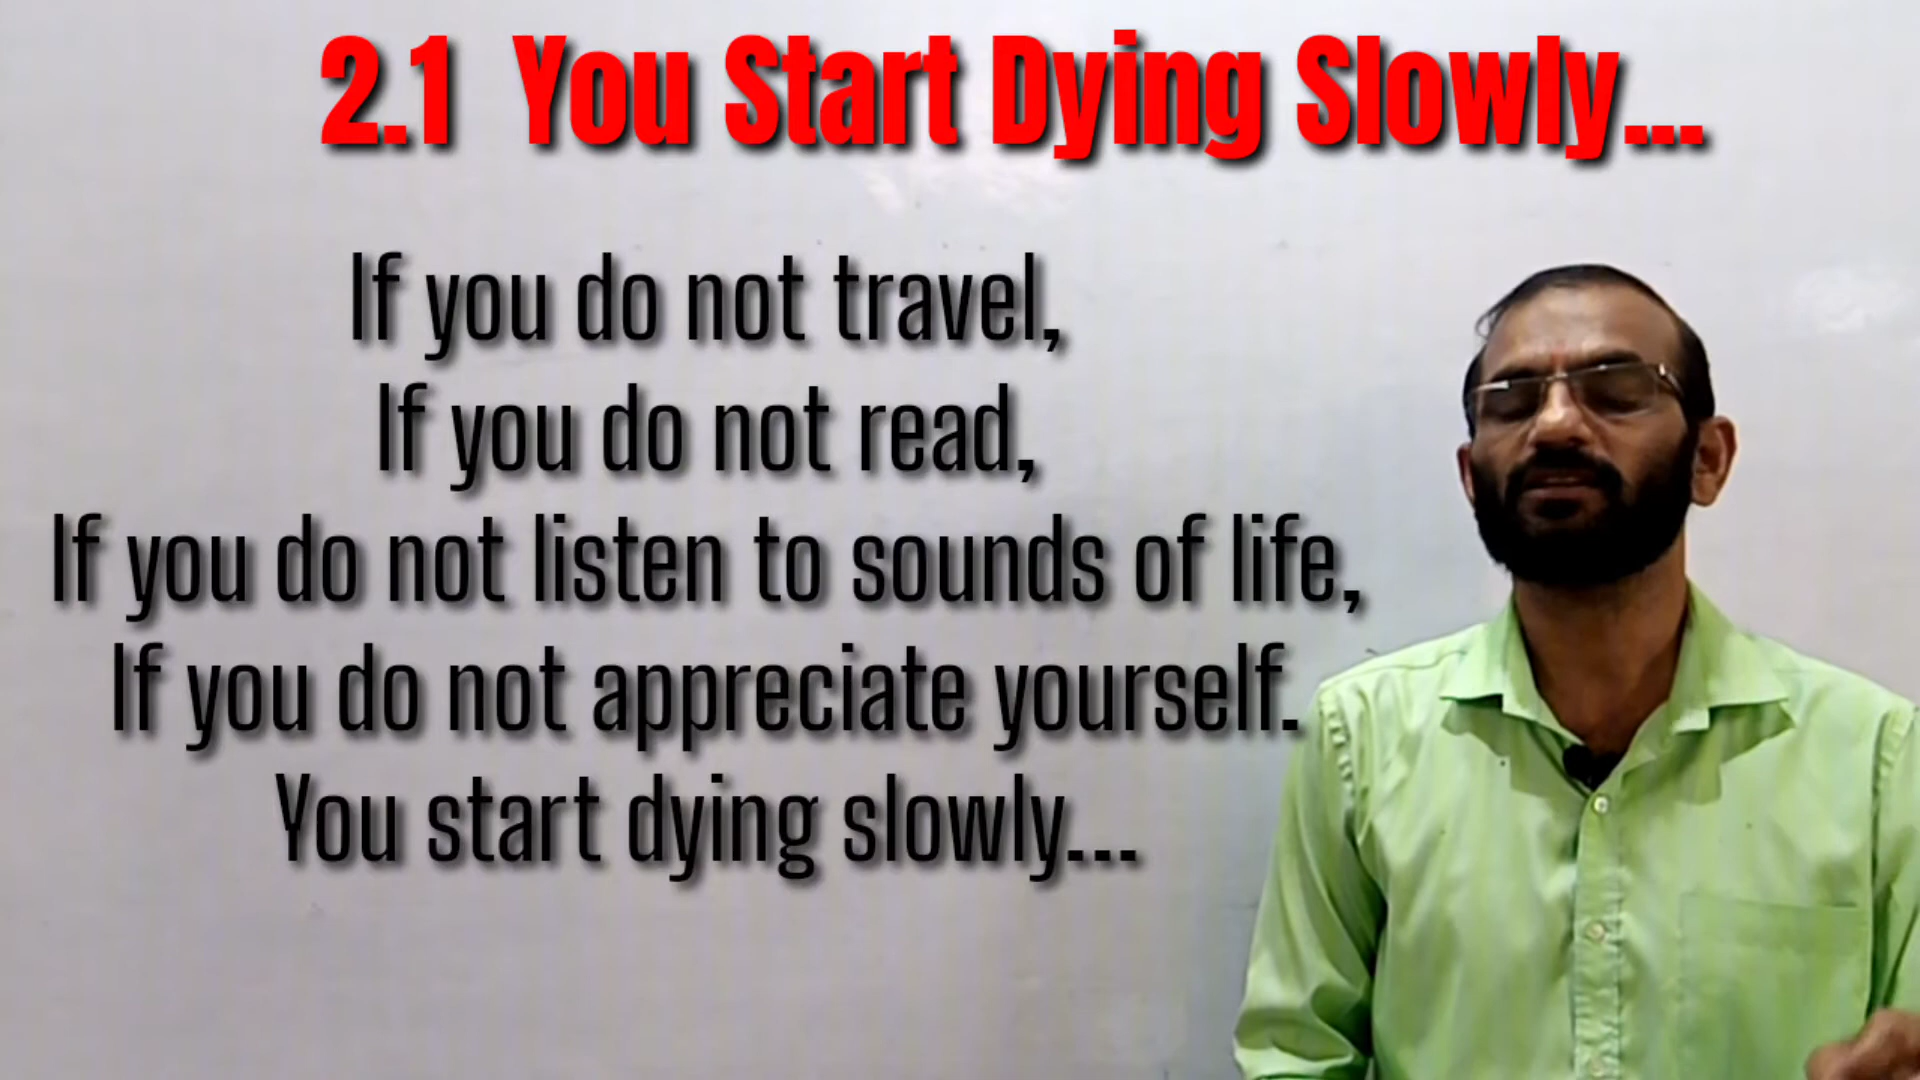 2.1 You Start Dying Slowly...
If you do not travel,
If you do not read,
If you do not listen to sounds of life,
If you do not appreciate yourself.
You start dying slowly...